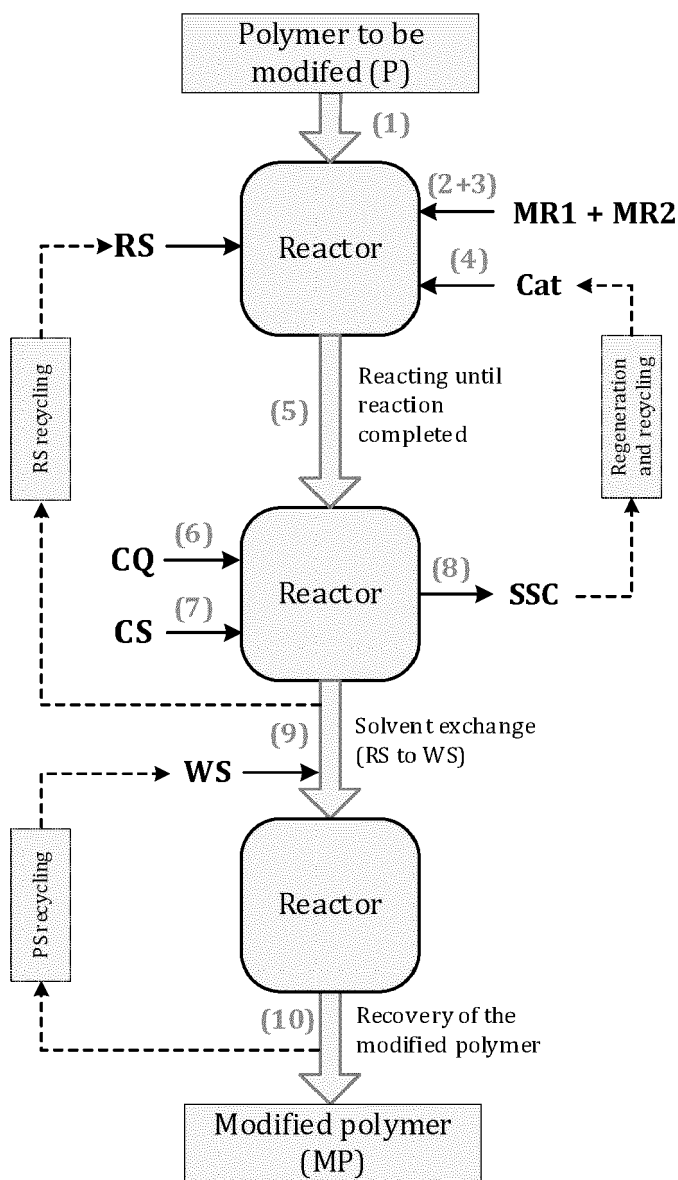 Polymer to be
modifed (P)
(1)
(2+3)
MR1 + MR2
RS
Reactor
(4)
Cat
RS recycling
(5)
Reacting until
reaction
completed
Regeneration
and recycling
(6)
CQ
(7)
CS
Reactor
(8)
SSC
(9)
Solvent exchange
(RS to WS)
WS
PS recycling
Reactor
(10)
Recovery of the
modified polymer
Modified polymer
(MP)